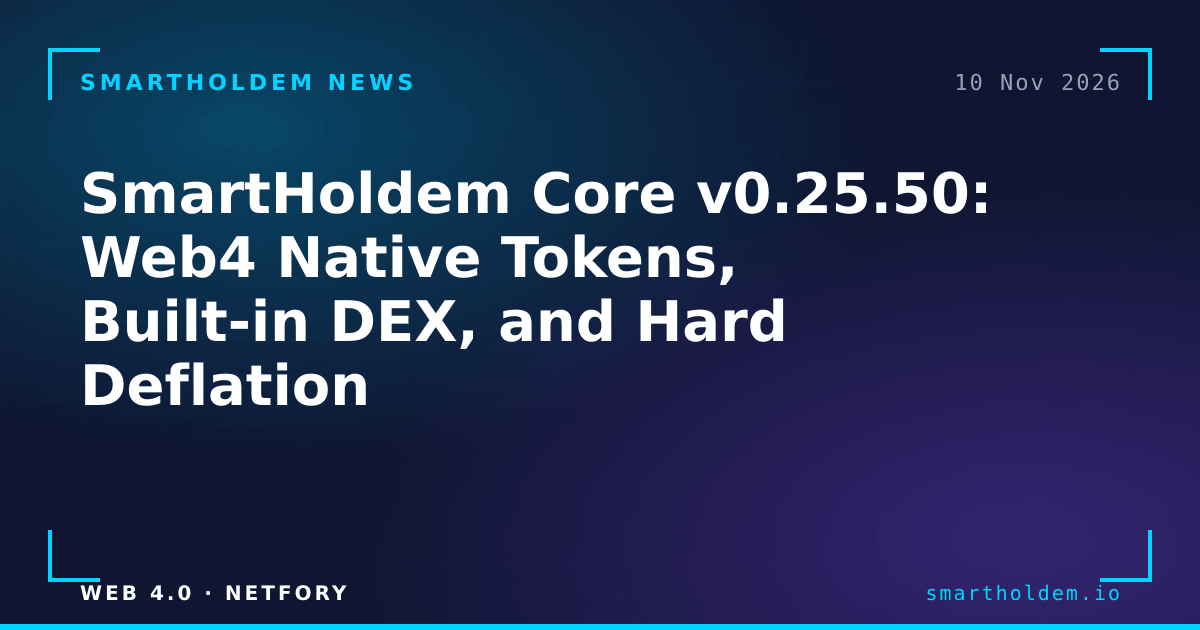 SMARTHOLDEM NEWS
10 Nov 2026
SmartHoldem Core v0.25.50:
Web4 Native Tokens,
Built-in DEX, and Hard
Deflation
WEB 4.0 · NETFORY
smartholdem.io